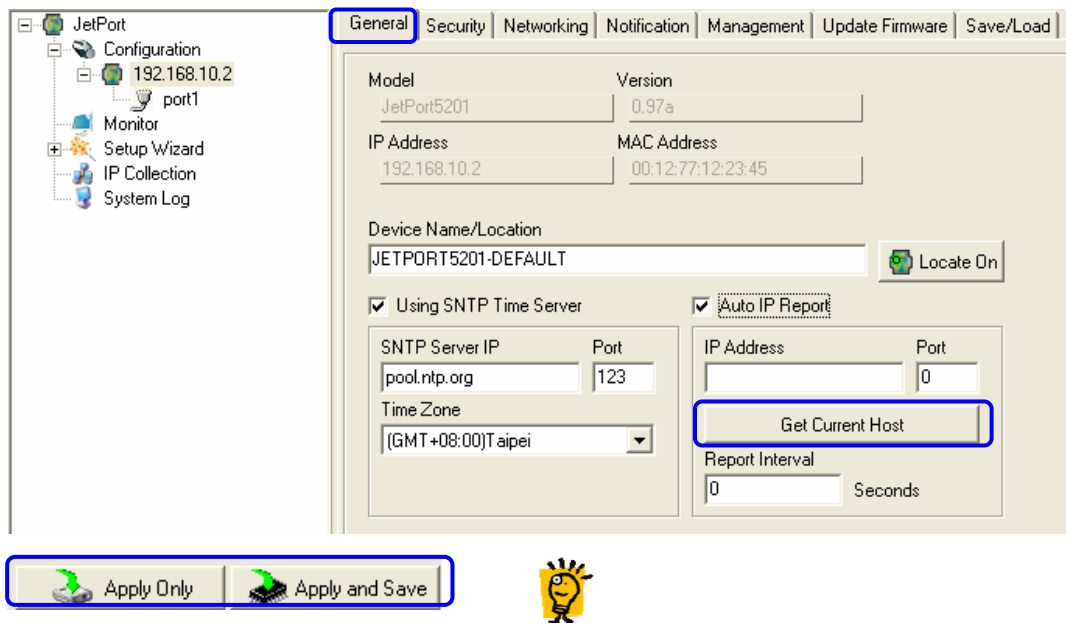 JetPort
Configuration
192.168.10.2
port1
Monitor
Setup Wizard
IP Collection
System Log
General Security Networking Notification Management Update Firmware Save/Load
Model Version
JetPort5201 0.97a
IP Address MAC Address
192.168.10.2 00:12:77:12:23:45
Device Name/Location
JETPORT5201-DEFAULT Locate On
Using SNTP Time Server Auto IP Report
SNTP Server IP Port
pool.ntp.org 123
Time Zone
(GMT+08:00)Taipei
IP Address Port
0
Get Current Host
Report Interval
0 Seconds
Apply Only Apply and Save